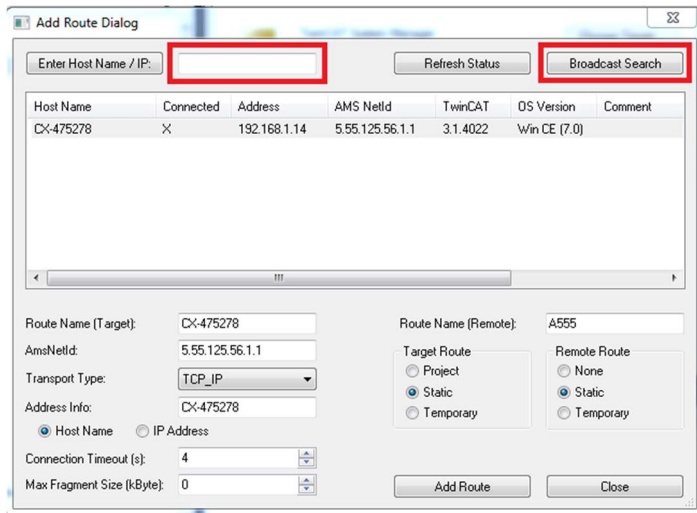 Add Route Dialog
Enter Host Name / IP: Refresh Status Broadcast Search
Host Name Connected Address AMS NetId TwinCAT OS Version Comment
CX-475278 X 192.168.1.14 5.55.125.56.1.1 3.1.4022 Win CE (7.0)
Route Name (Target): CX-475278 Route Name (Remote): A555
AmsNetId: 5.55.125.56.1.1 Target Route Remote Route
Project None
Transport Type: TCP_IP Static Static
Address Info: CX-475278 Temporary Temporary
Host Name IP Address
Connection Timeout (s): 4
Max Fragment Size (kByte): 0 Add Route Close